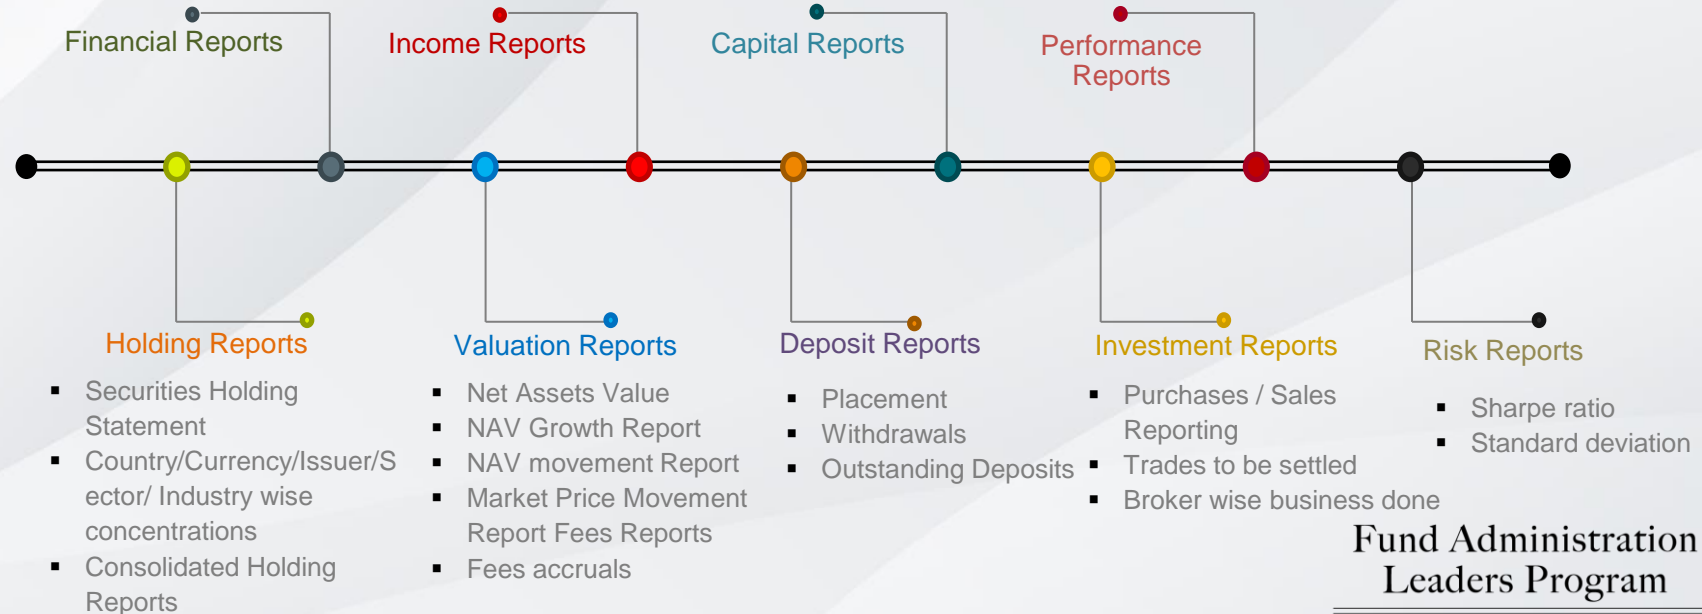 Financial Reports
Income Reports
Capital Reports
Performance
Reports
Holding Reports
▪ Securities Holding
Statement
▪ Country/Currency/Issuer/S
ector/ Industry wise
concentrations
▪ Consolidated Holding
Reports
Valuation Reports
▪ Net Assets Value
▪ NAV Growth Report
▪ NAV movement Report
▪ Market Price Movement
Report Fees Reports
▪ Fees accruals
Deposit Reports
▪ Placement
▪ Withdrawals
▪ Outstanding Deposits
Investment Reports
▪ Purchases / Sales
Reporting
▪ Trades to be settled
▪ Broker wise business done
Risk Reports
▪ Sharpe ratio
▪ Standard deviation
Fund Administration
Leaders Program